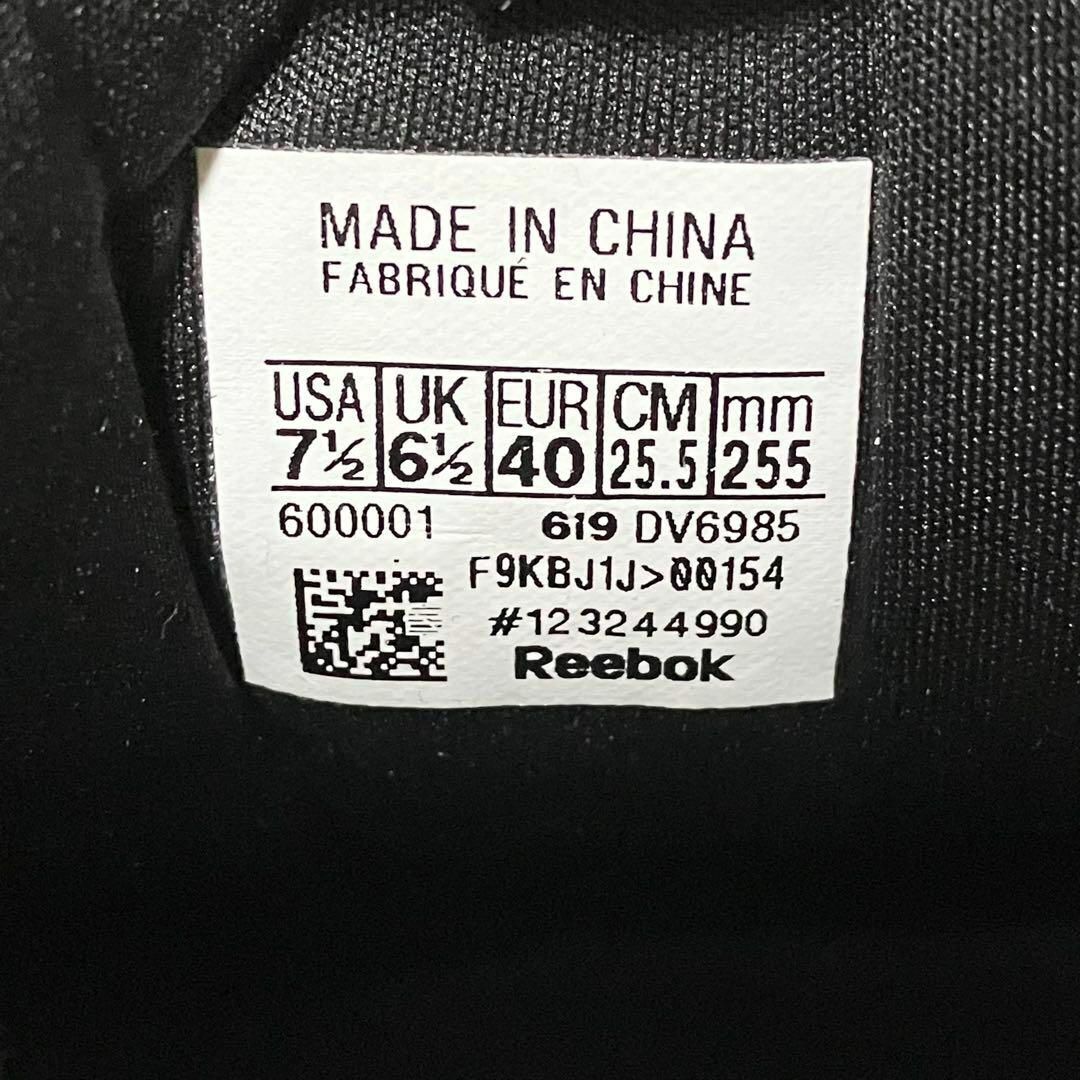 MADE IN CHINA
FABRIQUÉ EN CHINE
USA UK EUR CM mm
7½ 6½ 40 25.5 255
600001 619 DV6985
F9KBJ1J>00154
#123244990
Reebok